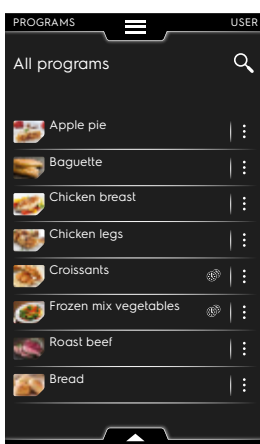 PROGRAMS USER
All programs
Apple pie
Baguette
Chicken breast
Chicken legs
Croissants
Frozen mix vegetables
Roast beef
Bread